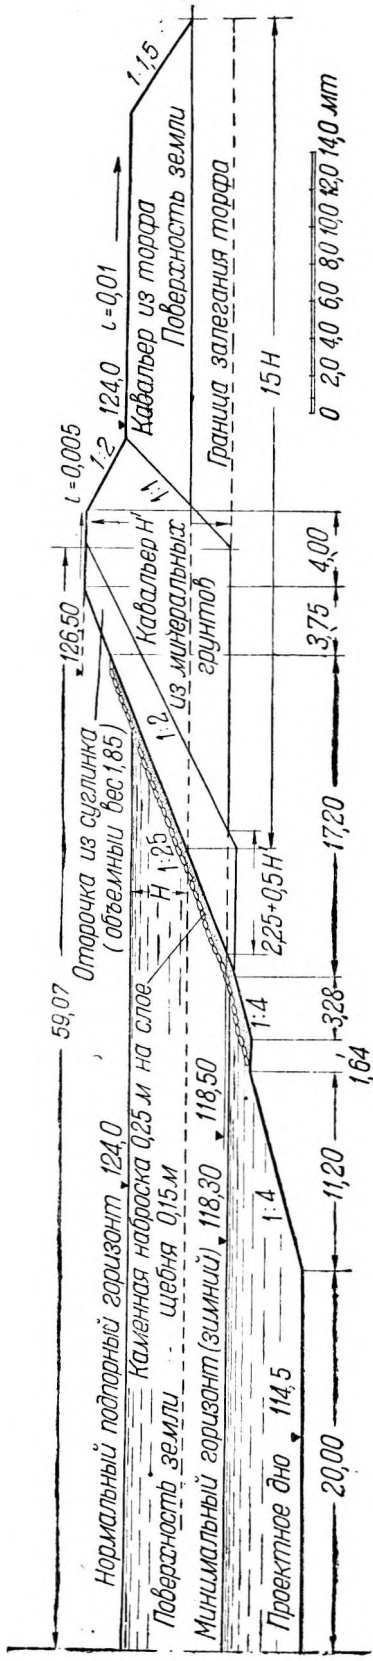 59,07
Нормальный подпорный горизонт 124,0
Каменная наброска 0,25 м на слое
щебня 0,15 м
Поверхность земли
Минимальный горизонт (зимний) 118,30
118,50
Проектное дно 114,5
Оторочка из суглинка
(объемный вес 1,85)
H
1:2,5
1:4
1:4
1:2
126,50
i=0,005
1:2
124,0 i=0,01
1:1,5
Кавальер H'
из минеральных
грунтов
1:1
Кавальер из торфа
Поверхность земли
Граница залегания торфа
2,25+0,5H'
15 H
20,00
11,20
1,64
3,28
17,20
3,75
4,00
0 2,0 4,0 6,0 8,0 10,0 12,0 14,0 мт